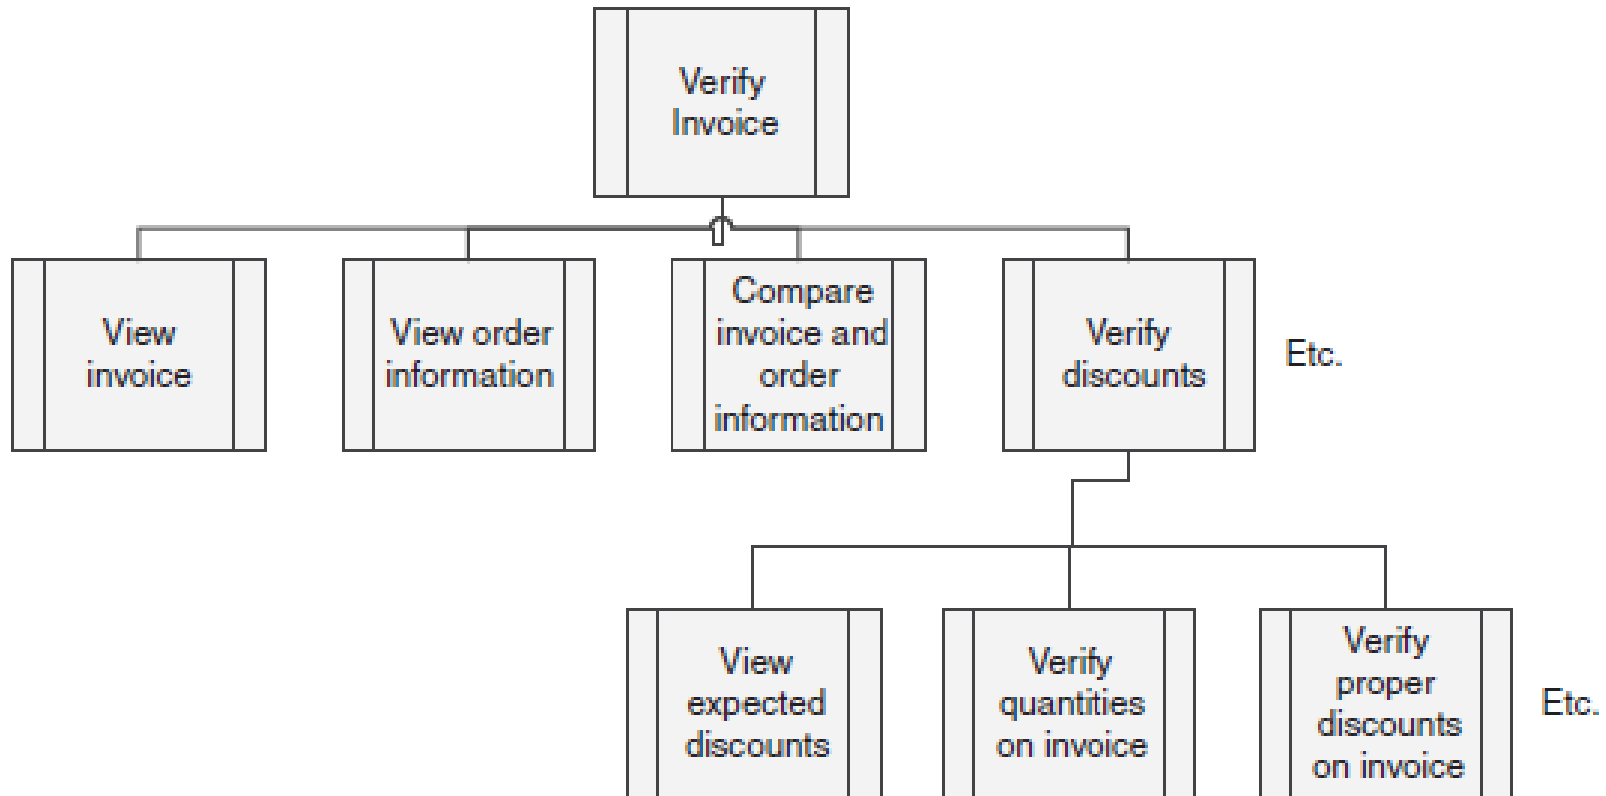 Verify
Invoice
View
invoice
View order
information
Compare
invoice and
order
information
Verify
discounts
Etc.
View
expected
discounts
Verify
quantities
on invoice
Verify
proper
discounts
on invoice
Etc.